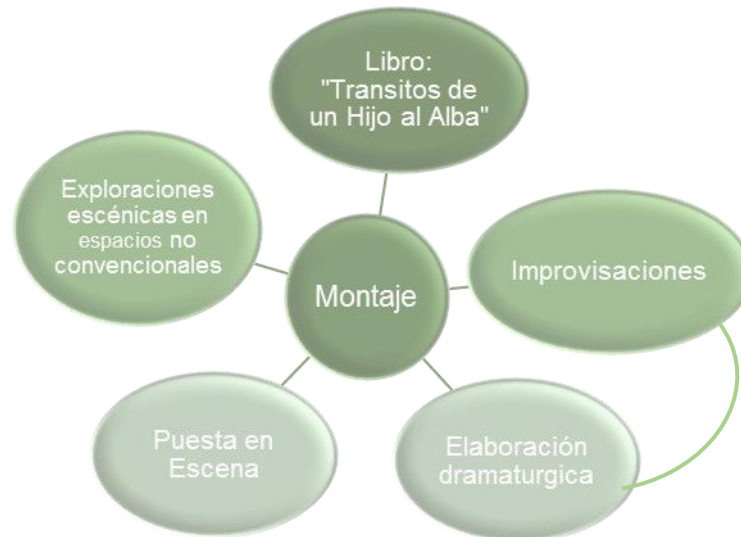 Libro:
"Transitos de
un Hijo al Alba"
Exploraciones
escénicas en
espacios no
convencionales
Improvisaciones
Montaje
Puesta en
Escena
Elaboración
dramaturgica